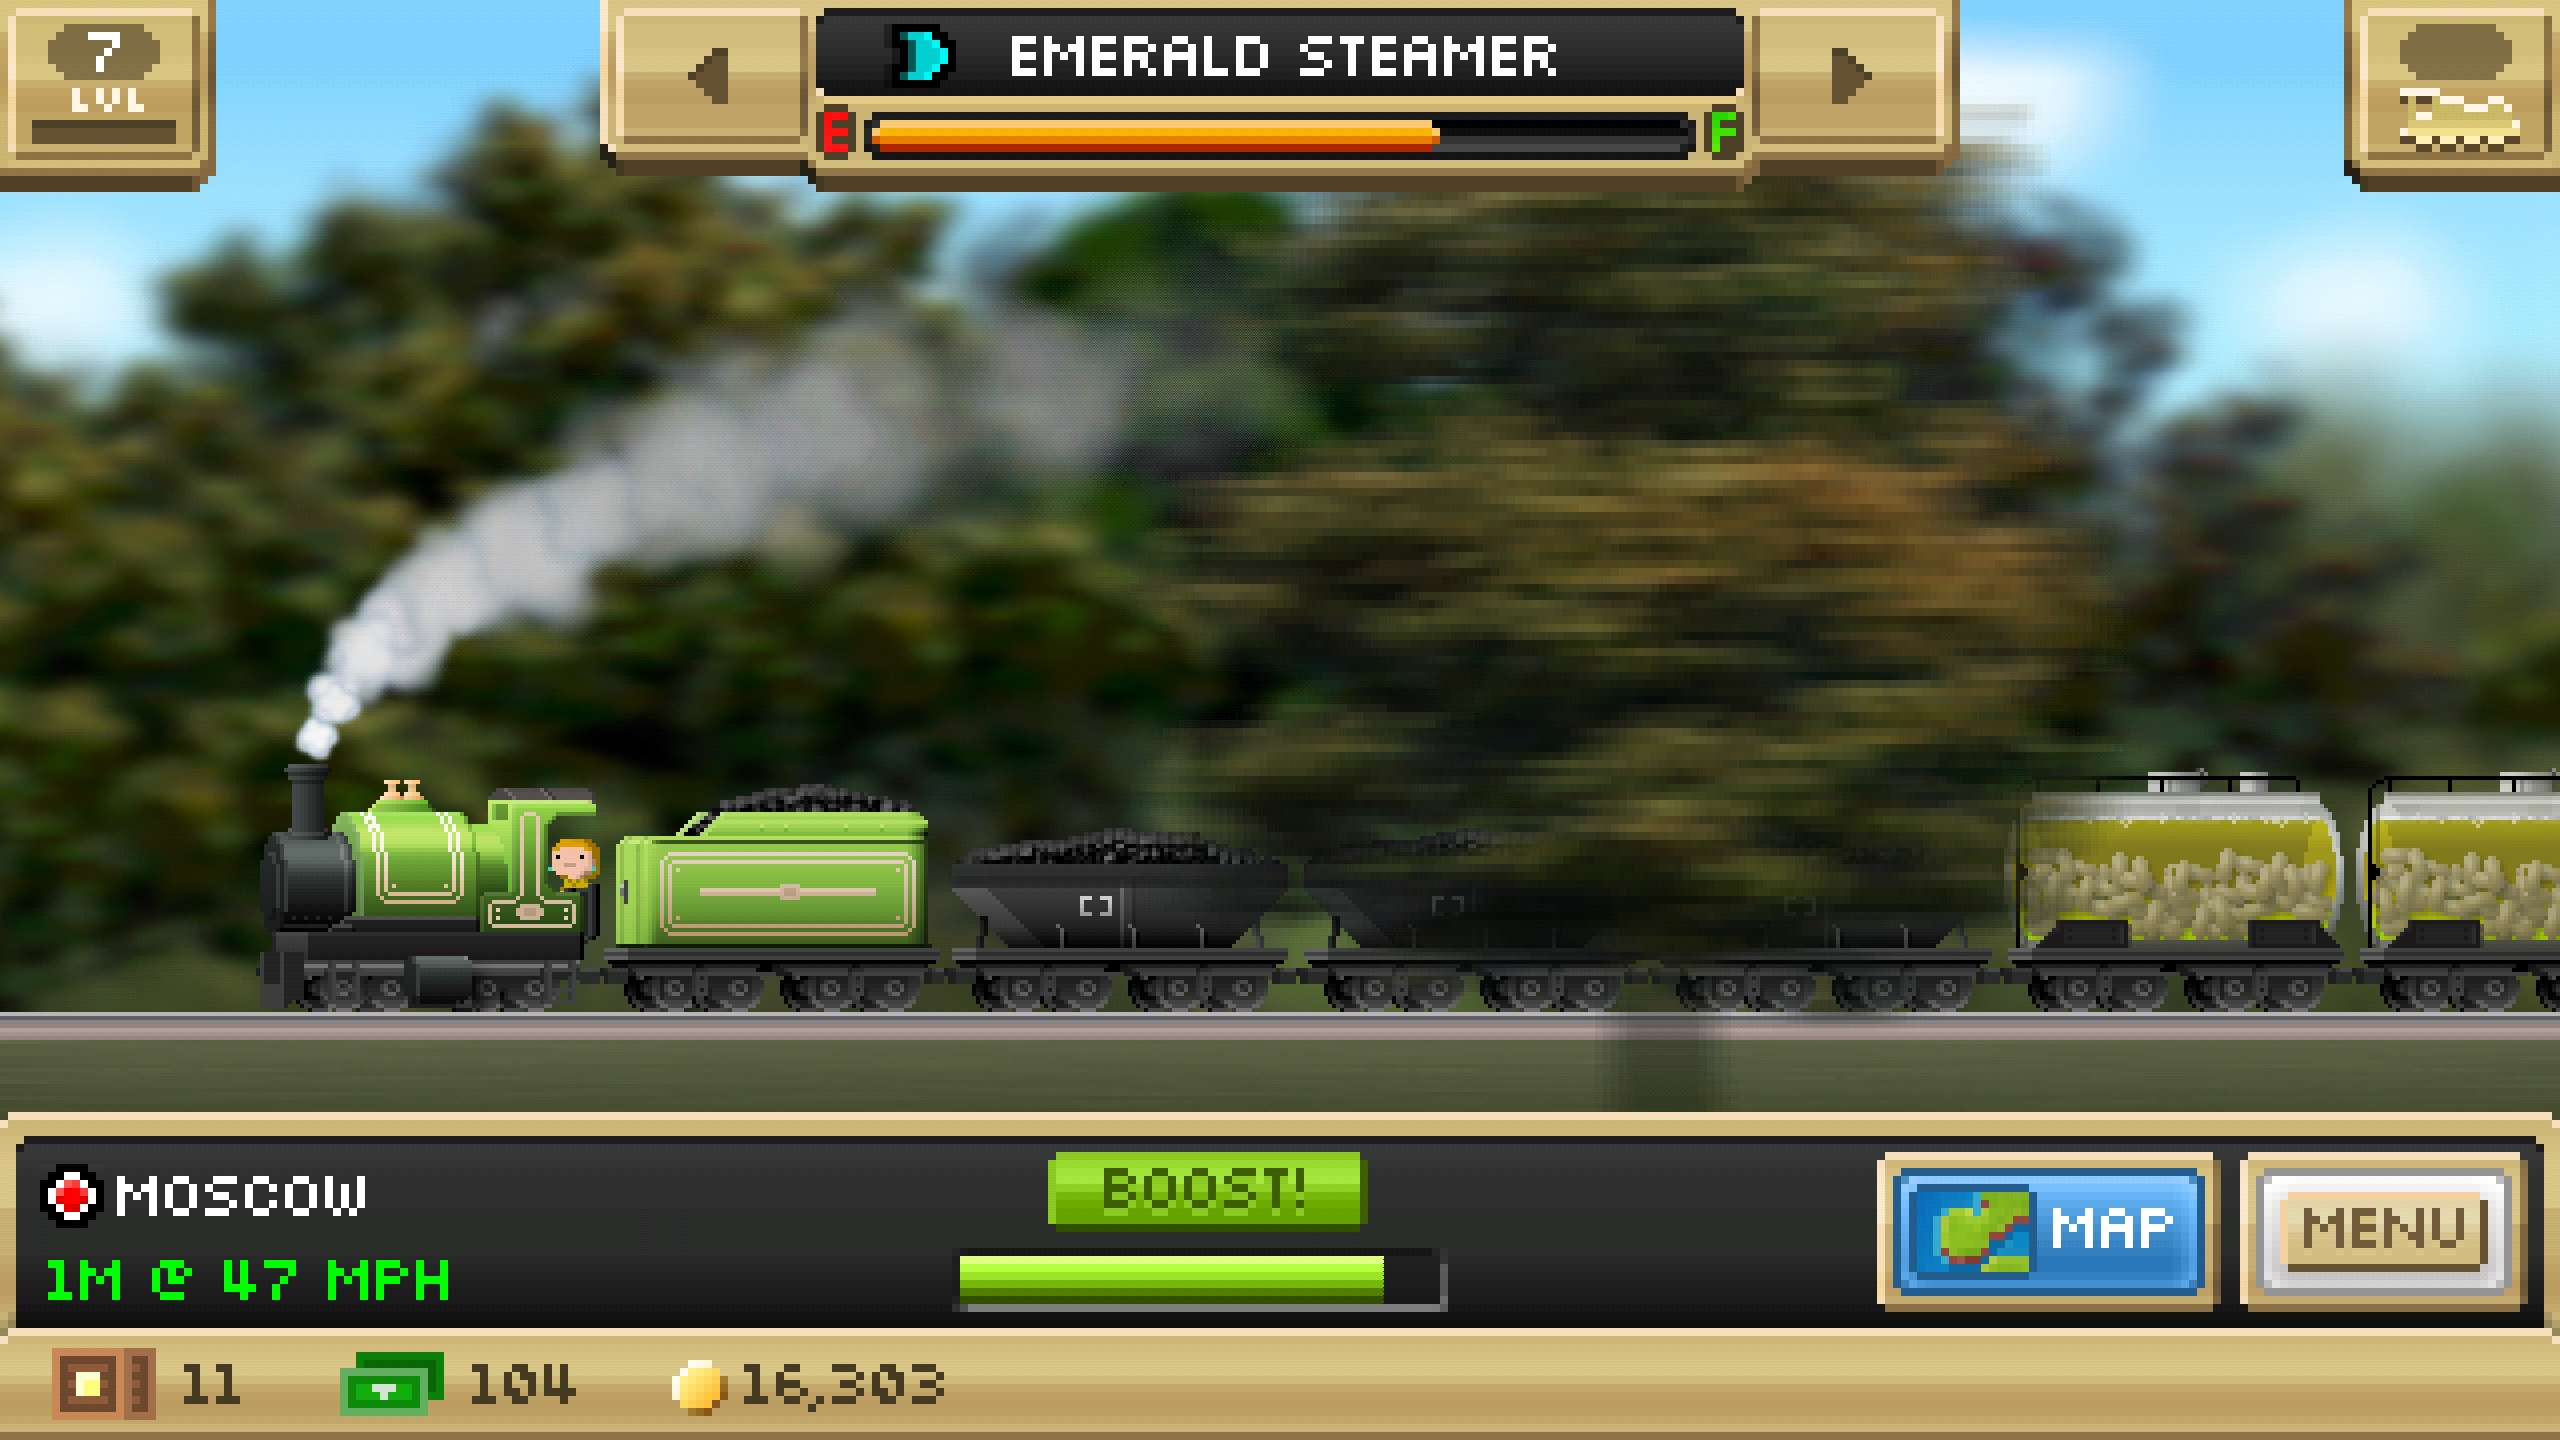 7
LVL
EMERALD STEAMER
E F
MOSCOW
BOOST!
1M @ 47 MPH
MAP
MENU
11 104 16,303